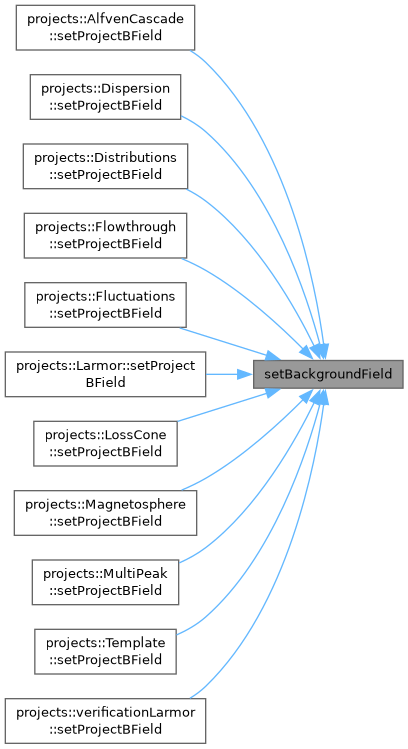 projects::AlfvenCascade
::setProjectBField
projects::Dispersion
::setProjectBField
projects::Distributions
::setProjectBField
projects::Flowthrough
::setProjectBField
projects::Fluctuations
::setProjectBField
projects::Larmor::setProject
BField
setBackgroundField
projects::LossCone
::setProjectBField
projects::Magnetosphere
::setProjectBField
projects::MultiPeak
::setProjectBField
projects::Template
::setProjectBField
projects::verificationLarmor
::setProjectBField